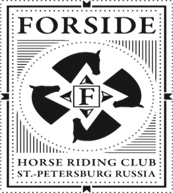 FORSIDE
F
HORSE RIDING CLUB
ST.-PETERSBURG RUSSIA